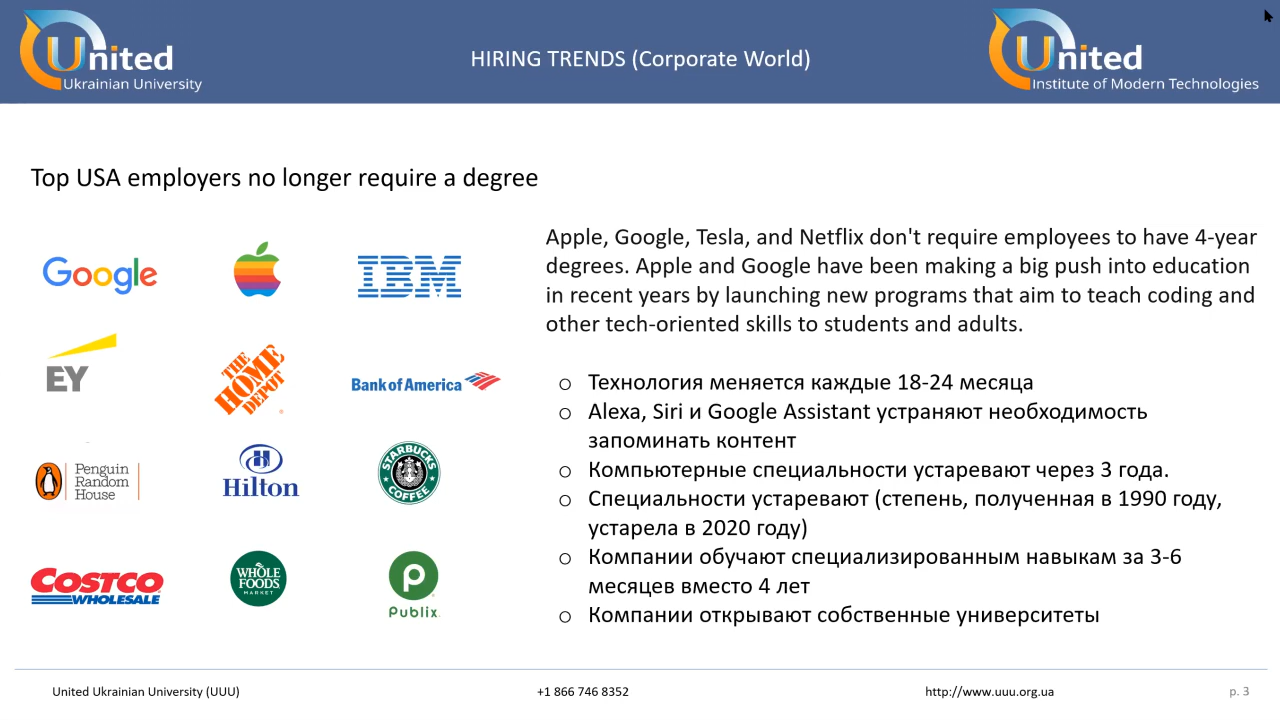 United
Ukrainian University
HIRING TRENDS (Corporate World)
United
Institute of Modern Technologies
Top USA employers no longer require a degree
Google
IBM
EY
THE
HOME
DEPOT
Bank of America
Penguin
Random
House
Hilton
STARBUCKS
COFFEE
COSTCO
WHOLESALE
WHOLE
FOODS
MARKET
P
Publix.
Apple, Google, Tesla, and Netflix don't require employees to have 4-year
degrees. Apple and Google have been making a big push into education
in recent years by launching new programs that aim to teach coding and
other tech-oriented skills to students and adults.
○ Технология меняется каждые 18-24 месяца
○ Alexa, Siri и Google Assistant устраняют необходимость
запоминать контент
○ Компьютерные специальности устаревают через 3 года.
○ Специальности устаревают (степень, полученная в 1990 году,
устарела в 2020 году)
○ Компании обучают специализированным навыкам за 3-6
месяцев вместо 4 лет
○ Компании открывают собственные университеты
United Ukrainian University (UUU)
+1 866 746 8352
http://www.uuu.org.ua
p. 3